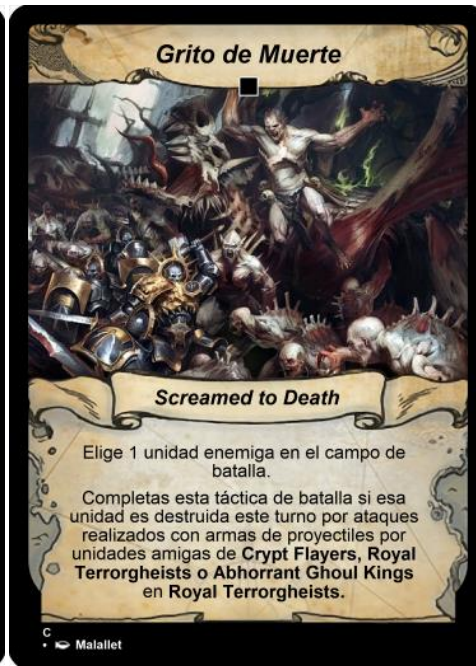 Grito de Muerte
Screamed to Death
Elige 1 unidad enemiga en el campo de
batalla.
Completas esta táctica de batalla si esa
unidad es destruida este turno por ataques
realizados con armas de proyectiles por
unidades amigas de Crypt Flayers, Royal
Terrorgheists o Abhorrant Ghoul Kings
en Royal Terrorgheists.
C
• Malallet